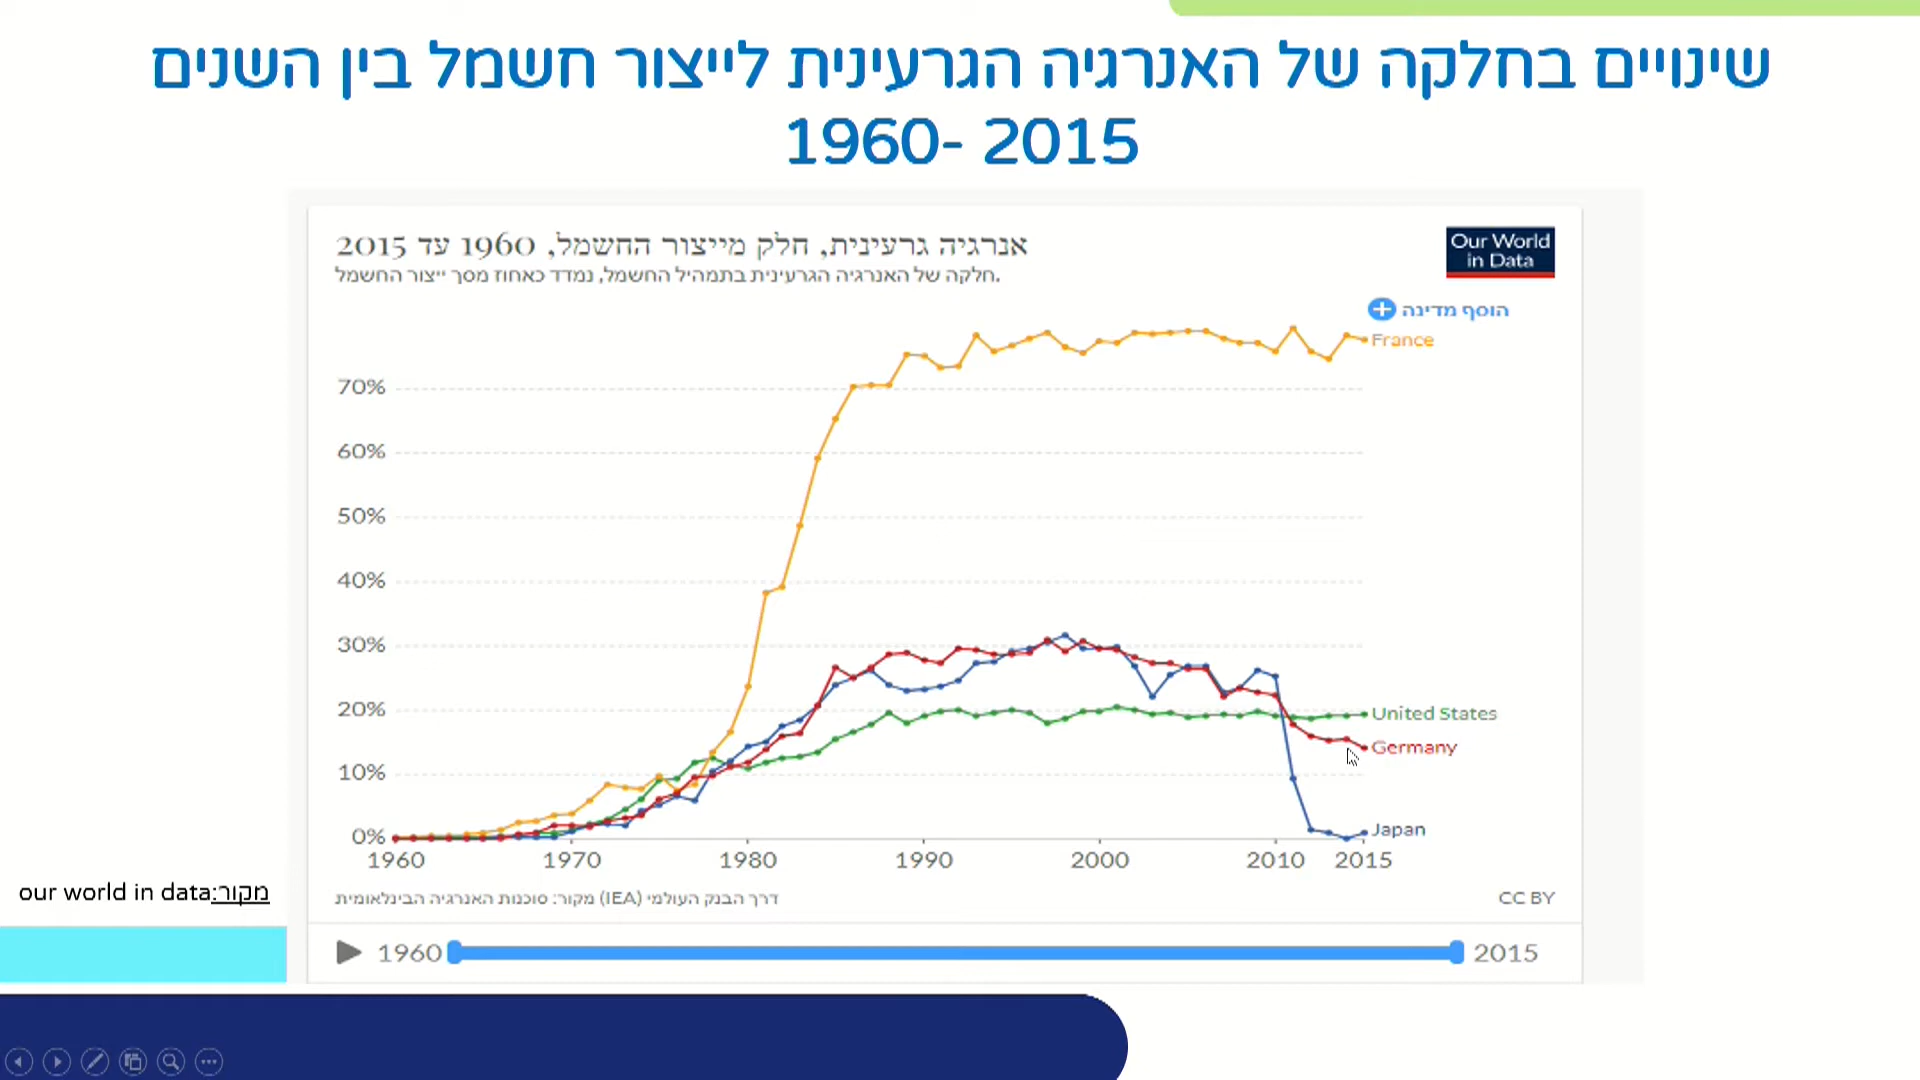 שינויים בחלקה של האנרגיה הגרעינית לייצור חשמל בין השנים
1960- 2015
אנרגיה גרעינית, חלק מייצור החשמל, 1960 עד 2015
חלקה של האנרגיה הגרעינית בתמהיל החשמל, נמדד כאחוז מסך ייצור החשמל.
Our World
in Data
הוסף מדינה
France
70%
60%
50%
40%
30%
20%
10%
0%
United States
Germany
Japan
1960 1970 1980 1990 2000 2010 2015
מקור: סוכנות האנרגיה הבינלאומית (IEA) דרך הבנק העולמי
CC BY
מקור:our world in data
1960 2015